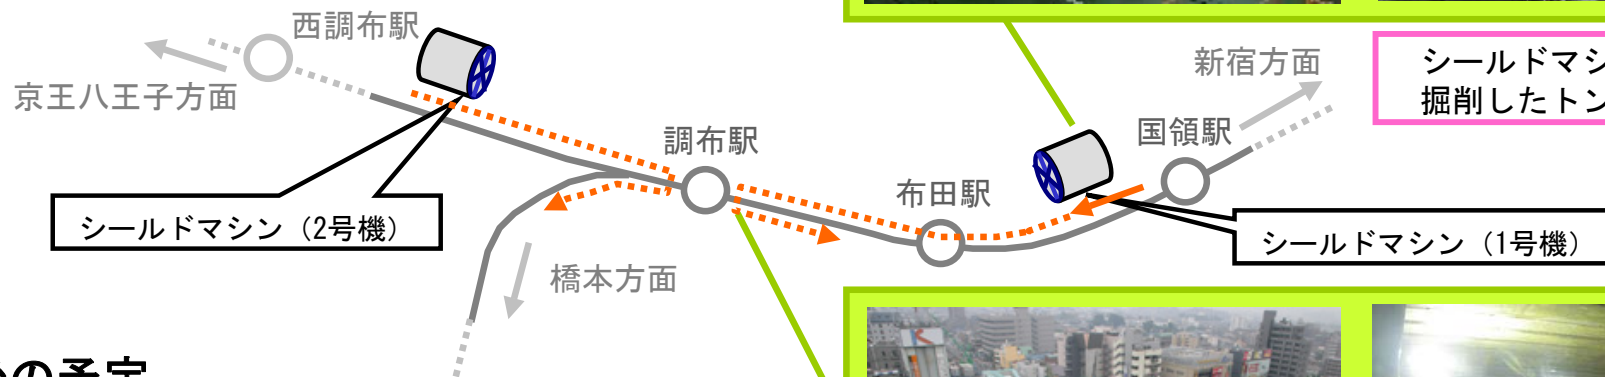 西調布駅
新宿方面
シールドマシ
掘削したトン
京王八王子方面
調布駅
国領駅
布田駅
シールドマシン（2号機）
シールドマシン（1号機）
橋本方面
の予定